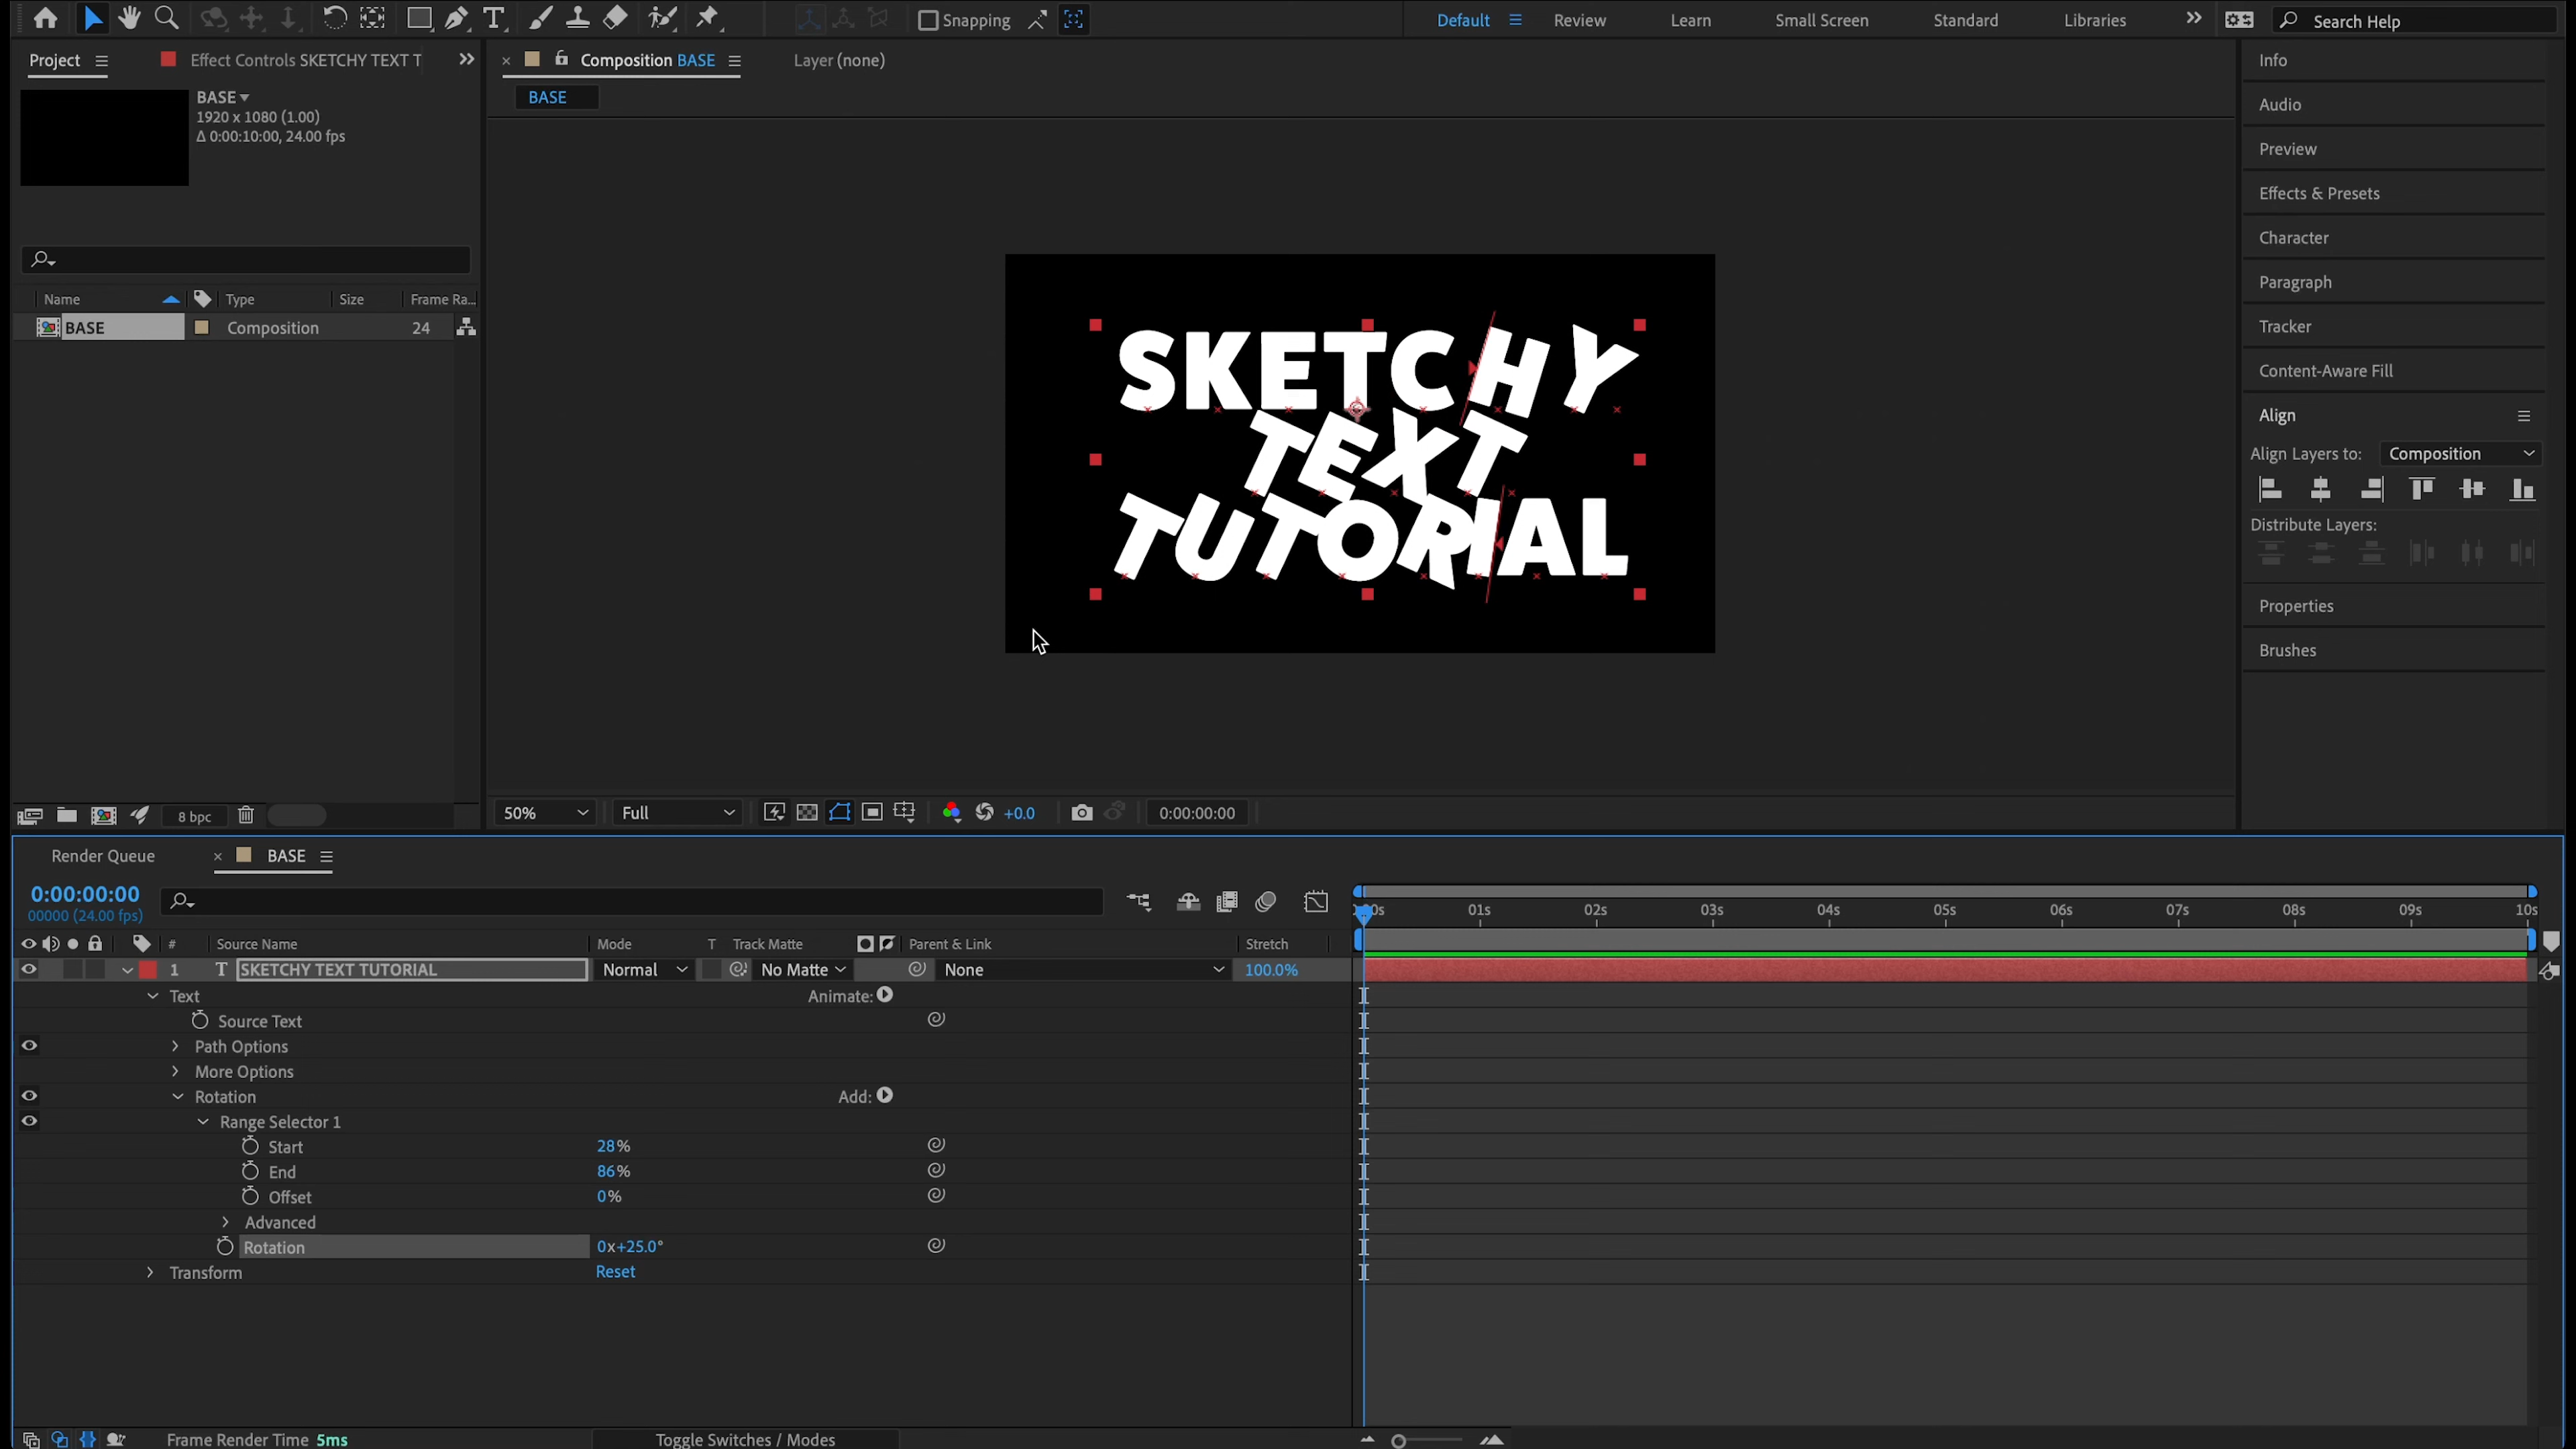 Snapping
Default
Review
Learn
Small Screen
Standard
Libraries
Search Help
Project
Effect Controls SKETCHY TEXT T
Composition BASE
Layer (none)
BASE
1920 x 1080 (1.00)
Δ 0:00:10:00, 24.00 fps
BASE
Name
Type
Size
Frame Ra...
BASE
Composition
24
SKETCHY
TEXT
TUTORIAL
Info
Audio
Preview
Effects & Presets
Character
Paragraph
Tracker
Content-Aware Fill
Align
Align Layers to:
Composition
Distribute Layers:
Properties
Brushes
8 bpc
50%
Full
+0.0
0:00:00:00
Render Queue
BASE
0:00:00:00
00000 (24.00 fps)
01s
02s
03s
04s
05s
06s
07s
08s
09s
10s
#
Source Name
Mode
T
Track Matte
Parent & Link
Stretch
1
T
SKETCHY TEXT TUTORIAL
Normal
No Matte
None
100.0%
Text
Animate:
Source Text
Path Options
More Options
Rotation
Add:
Range Selector 1
Start
28%
End
86%
Offset
0%
Advanced
Rotation
0x+25.0°
Transform
Reset
Frame Render Time 5ms
Toggle Switches / Modes